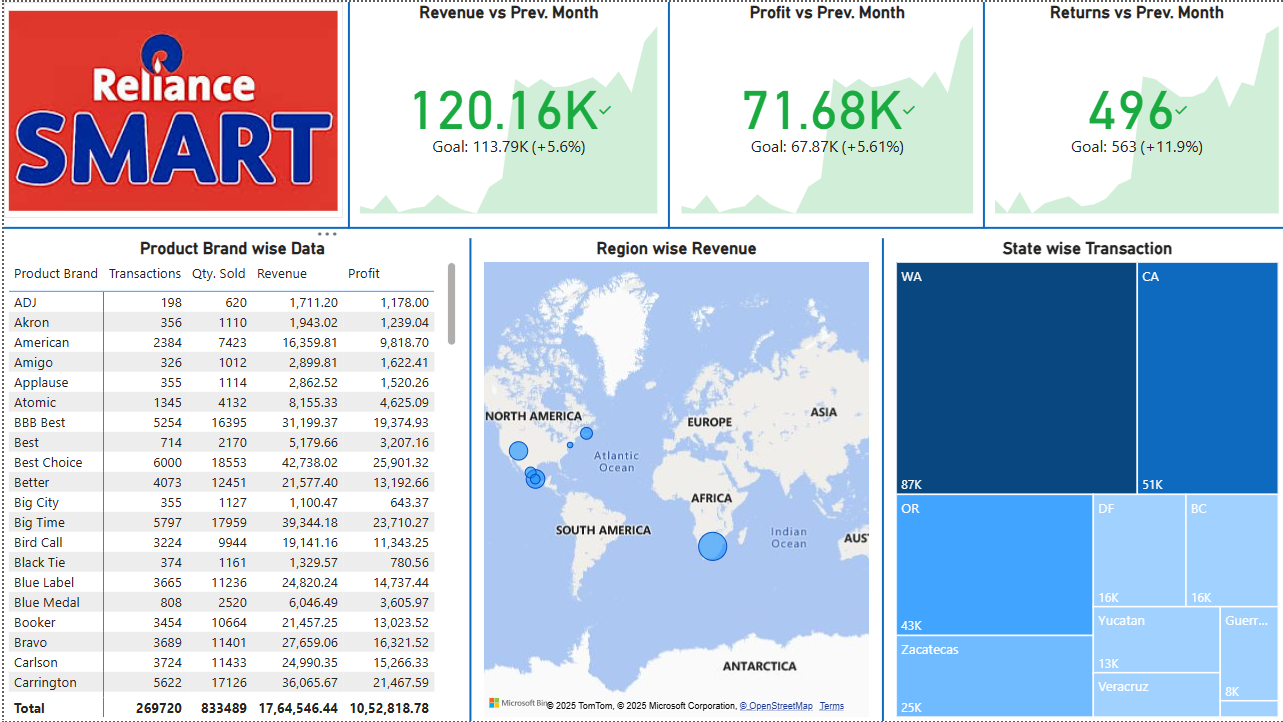 Reliance
SMART
Revenue vs Prev. Month
120.16K
Goal: 113.79K (+5.6%)
Profit vs Prev. Month
71.68K
Goal: 67.87K (+5.61%)
Returns vs Prev. Month
496
Goal: 563 (+11.9%)
Product Brand wise Data
Product Brand Transactions Qty. Sold Revenue Profit
ADJ 198 620 1,711.20 1,178.00
Akron 356 1110 1,943.02 1,239.04
American 2384 7423 16,359.81 9,818.70
Amigo 326 1012 2,899.81 1,622.41
Applause 355 1114 2,862.52 1,520.26
Atomic 1345 4132 8,155.33 4,625.09
BBB Best 5254 16395 31,199.37 19,374.93
Best 714 2170 5,179.66 3,207.16
Best Choice 6000 18553 42,738.02 25,901.32
Better 4073 12451 21,577.40 13,192.66
Big City 355 1127 1,100.47 643.37
Big Time 5797 17959 39,344.18 23,710.27
Bird Call 3224 9944 19,141.16 11,343.25
Black Tie 374 1161 1,329.57 780.56
Blue Label 3665 11236 24,820.24 14,737.44
Blue Medal 808 2520 6,046.49 3,605.97
Booker 3454 10664 21,457.25 13,023.52
Bravo 3689 11401 27,659.06 16,321.52
Carlson 3724 11433 24,990.35 15,266.33
Carrington 5622 17126 36,065.67 21,467.59
Total 269720 833489 17,64,546.44 10,52,818.78
Region wise Revenue
NORTH AMERICA
EUROPE
ASIA
Atlantic
Ocean
AFRICA
SOUTH AMERICA
Indian
Ocean
AUS
ANTARCTICA
Microsoft Bin
© 2025 TomTom, © 2025 Microsoft Corporation, © OpenStreetMap Terms
State wise Transaction
WA
87K
CA
51K
OR
43K
DF
16K
BC
16K
Zacatecas
25K
Yucatan
13K
Guerr...
8K
Veracruz